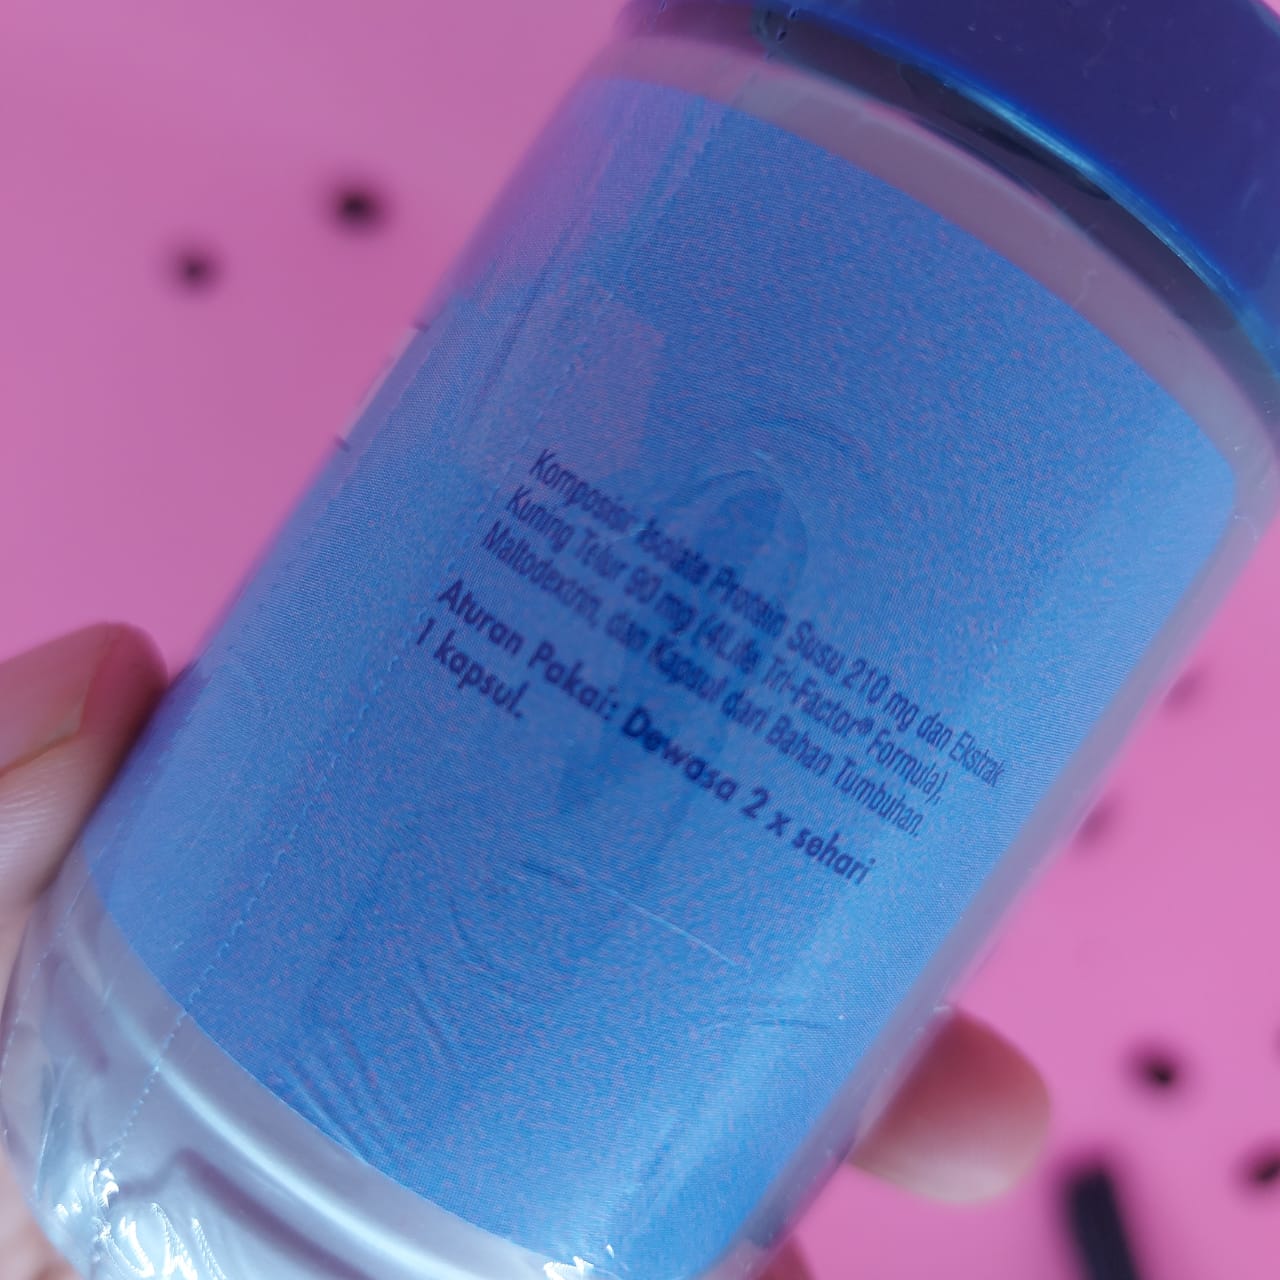 Komposisi: Isolate Protein Susu 210 mg dan Ekstrak
Kuning Telur 90 mg (4Life Tri-Factor® Formula),
Maltodextrin, dan Kapsul dari Bahan Tumbuhan.
Aturan Pakai: Dewasa 2 x sehari
1 kapsul.